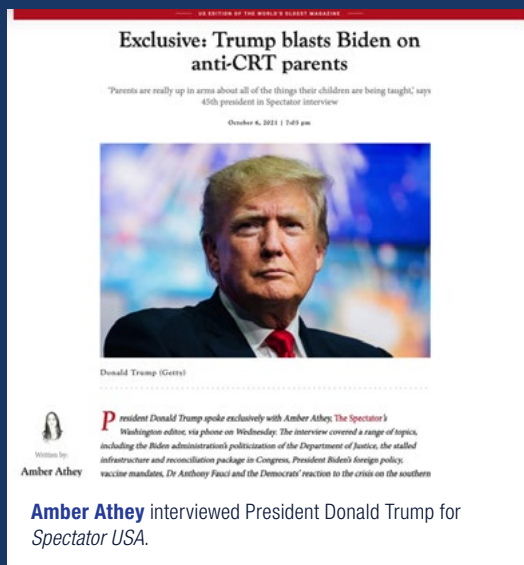 US EDITION OF THE WORLD'S OLDEST MAGAZINE
Exclusive: Trump blasts Biden on
anti-CRT parents
'Parents are really up in arms about all of the things their children are being taught,' says
45th president in Spectator interview
October 6, 2021 | 7:03 pm
Donald Trump (Getty)
President Donald Trump spoke exclusively with Amber Athey, The Spectator's
Washington editor, via phone on Wednesday. The interview covered a range of topics,
including the Biden administration's politicization of the Department of Justice, the stalled
infrastructure and reconciliation package in Congress, President Biden's foreign policy,
vaccine mandates, Dr Anthony Fauci and the Democrats' reaction to the crisis on the southern
Written by:
Amber Athey
Amber Athey interviewed President Donald Trump for
Spectator USA.